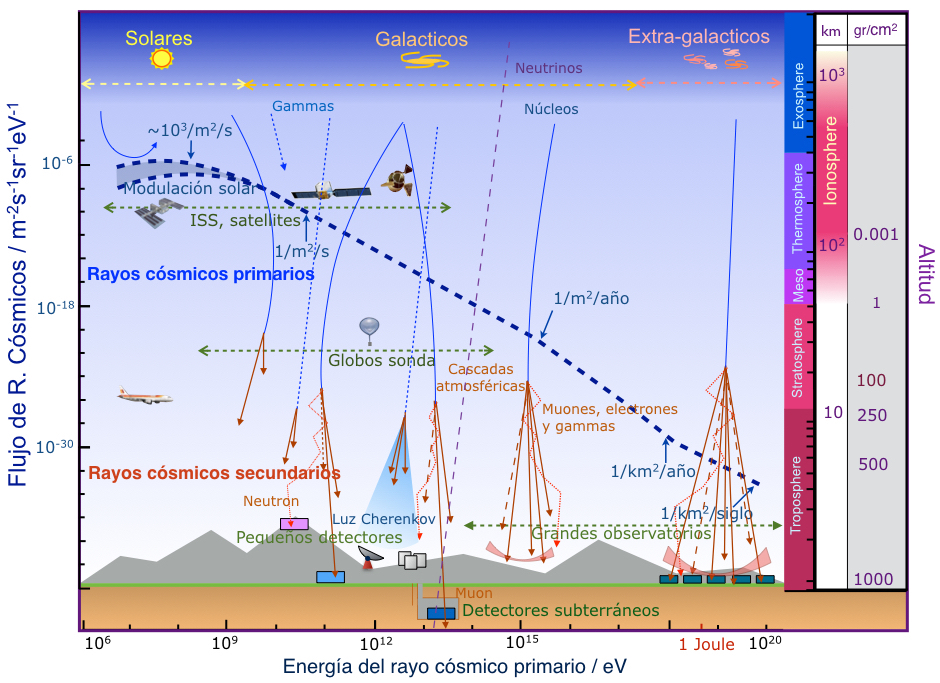 Solares
Galacticos
Extra-galacticos
km
gr/cm²
Neutrinos
Gammas
Núcleos
~10³/m²/s
Modulación solar
ISS, satellites
1/m²/s
Rayos cósmicos primarios
1/m²/año
Globos sonda
Cascadas
atmosféricas
Muones, electrones
y gammas
Rayos cósmicos secundarios
1/km²/año
Neutron
Luz Cherenkov
1/km²/siglo
Pequeños detectores
Grandes observatorios
Muon
Detectores subterráneos
Flujo de R. Cósmicos / m⁻²s⁻¹sr⁻¹eV⁻¹
10⁻⁶
10⁻¹⁸
10⁻³⁰
Exosphere
Thermosphere
Meso
Stratosphere
Troposphere
Ionosphere
10³
10²
10
0.001
1
100
250
500
1000
Altitud
10⁶
10⁹
10¹²
10¹⁵
1 Joule
10²⁰
Energía del rayo cósmico primario / eV